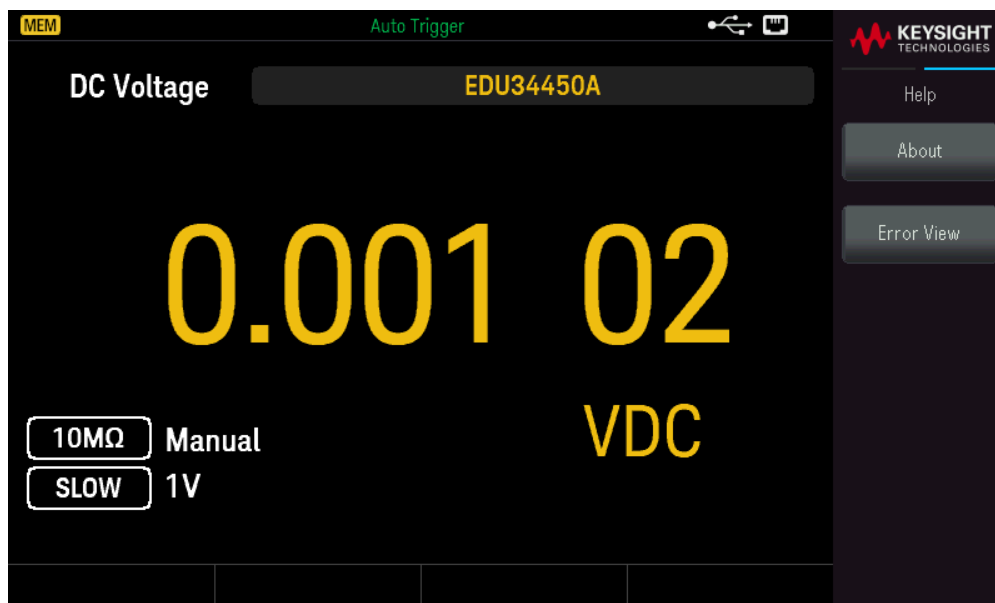 MEM
Auto Trigger
KEYSIGHT
TECHNOLOGIES
DC Voltage
EDU34450A
Help
About
Error View
0.001 02
VDC
10MΩ Manual
SLOW 1V